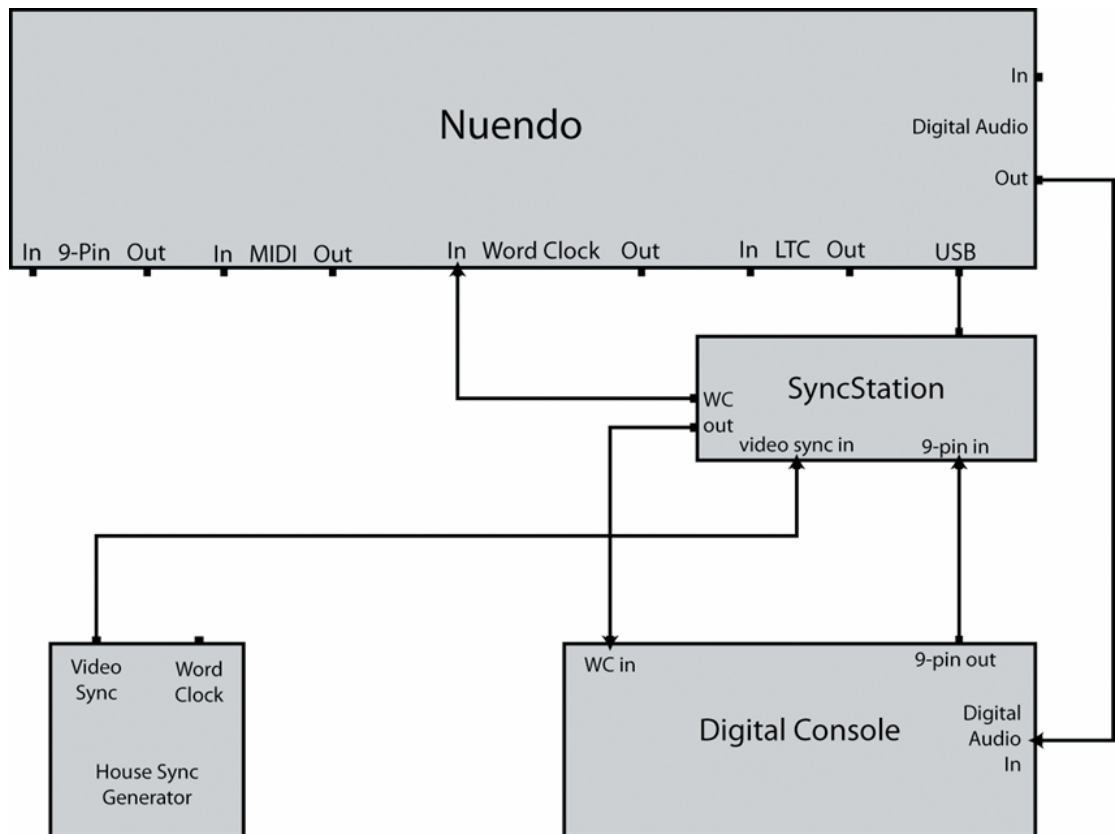 In
Nuendo
Digital Audio
Out
In 9-Pin Out In MIDI Out In Word Clock Out In LTC Out USB
SyncStation
WC
out
video sync in 9-pin in
Video
Sync
Word
Clock
House Sync
Generator
WC in
9-pin out
Digital Console
Digital
Audio
In